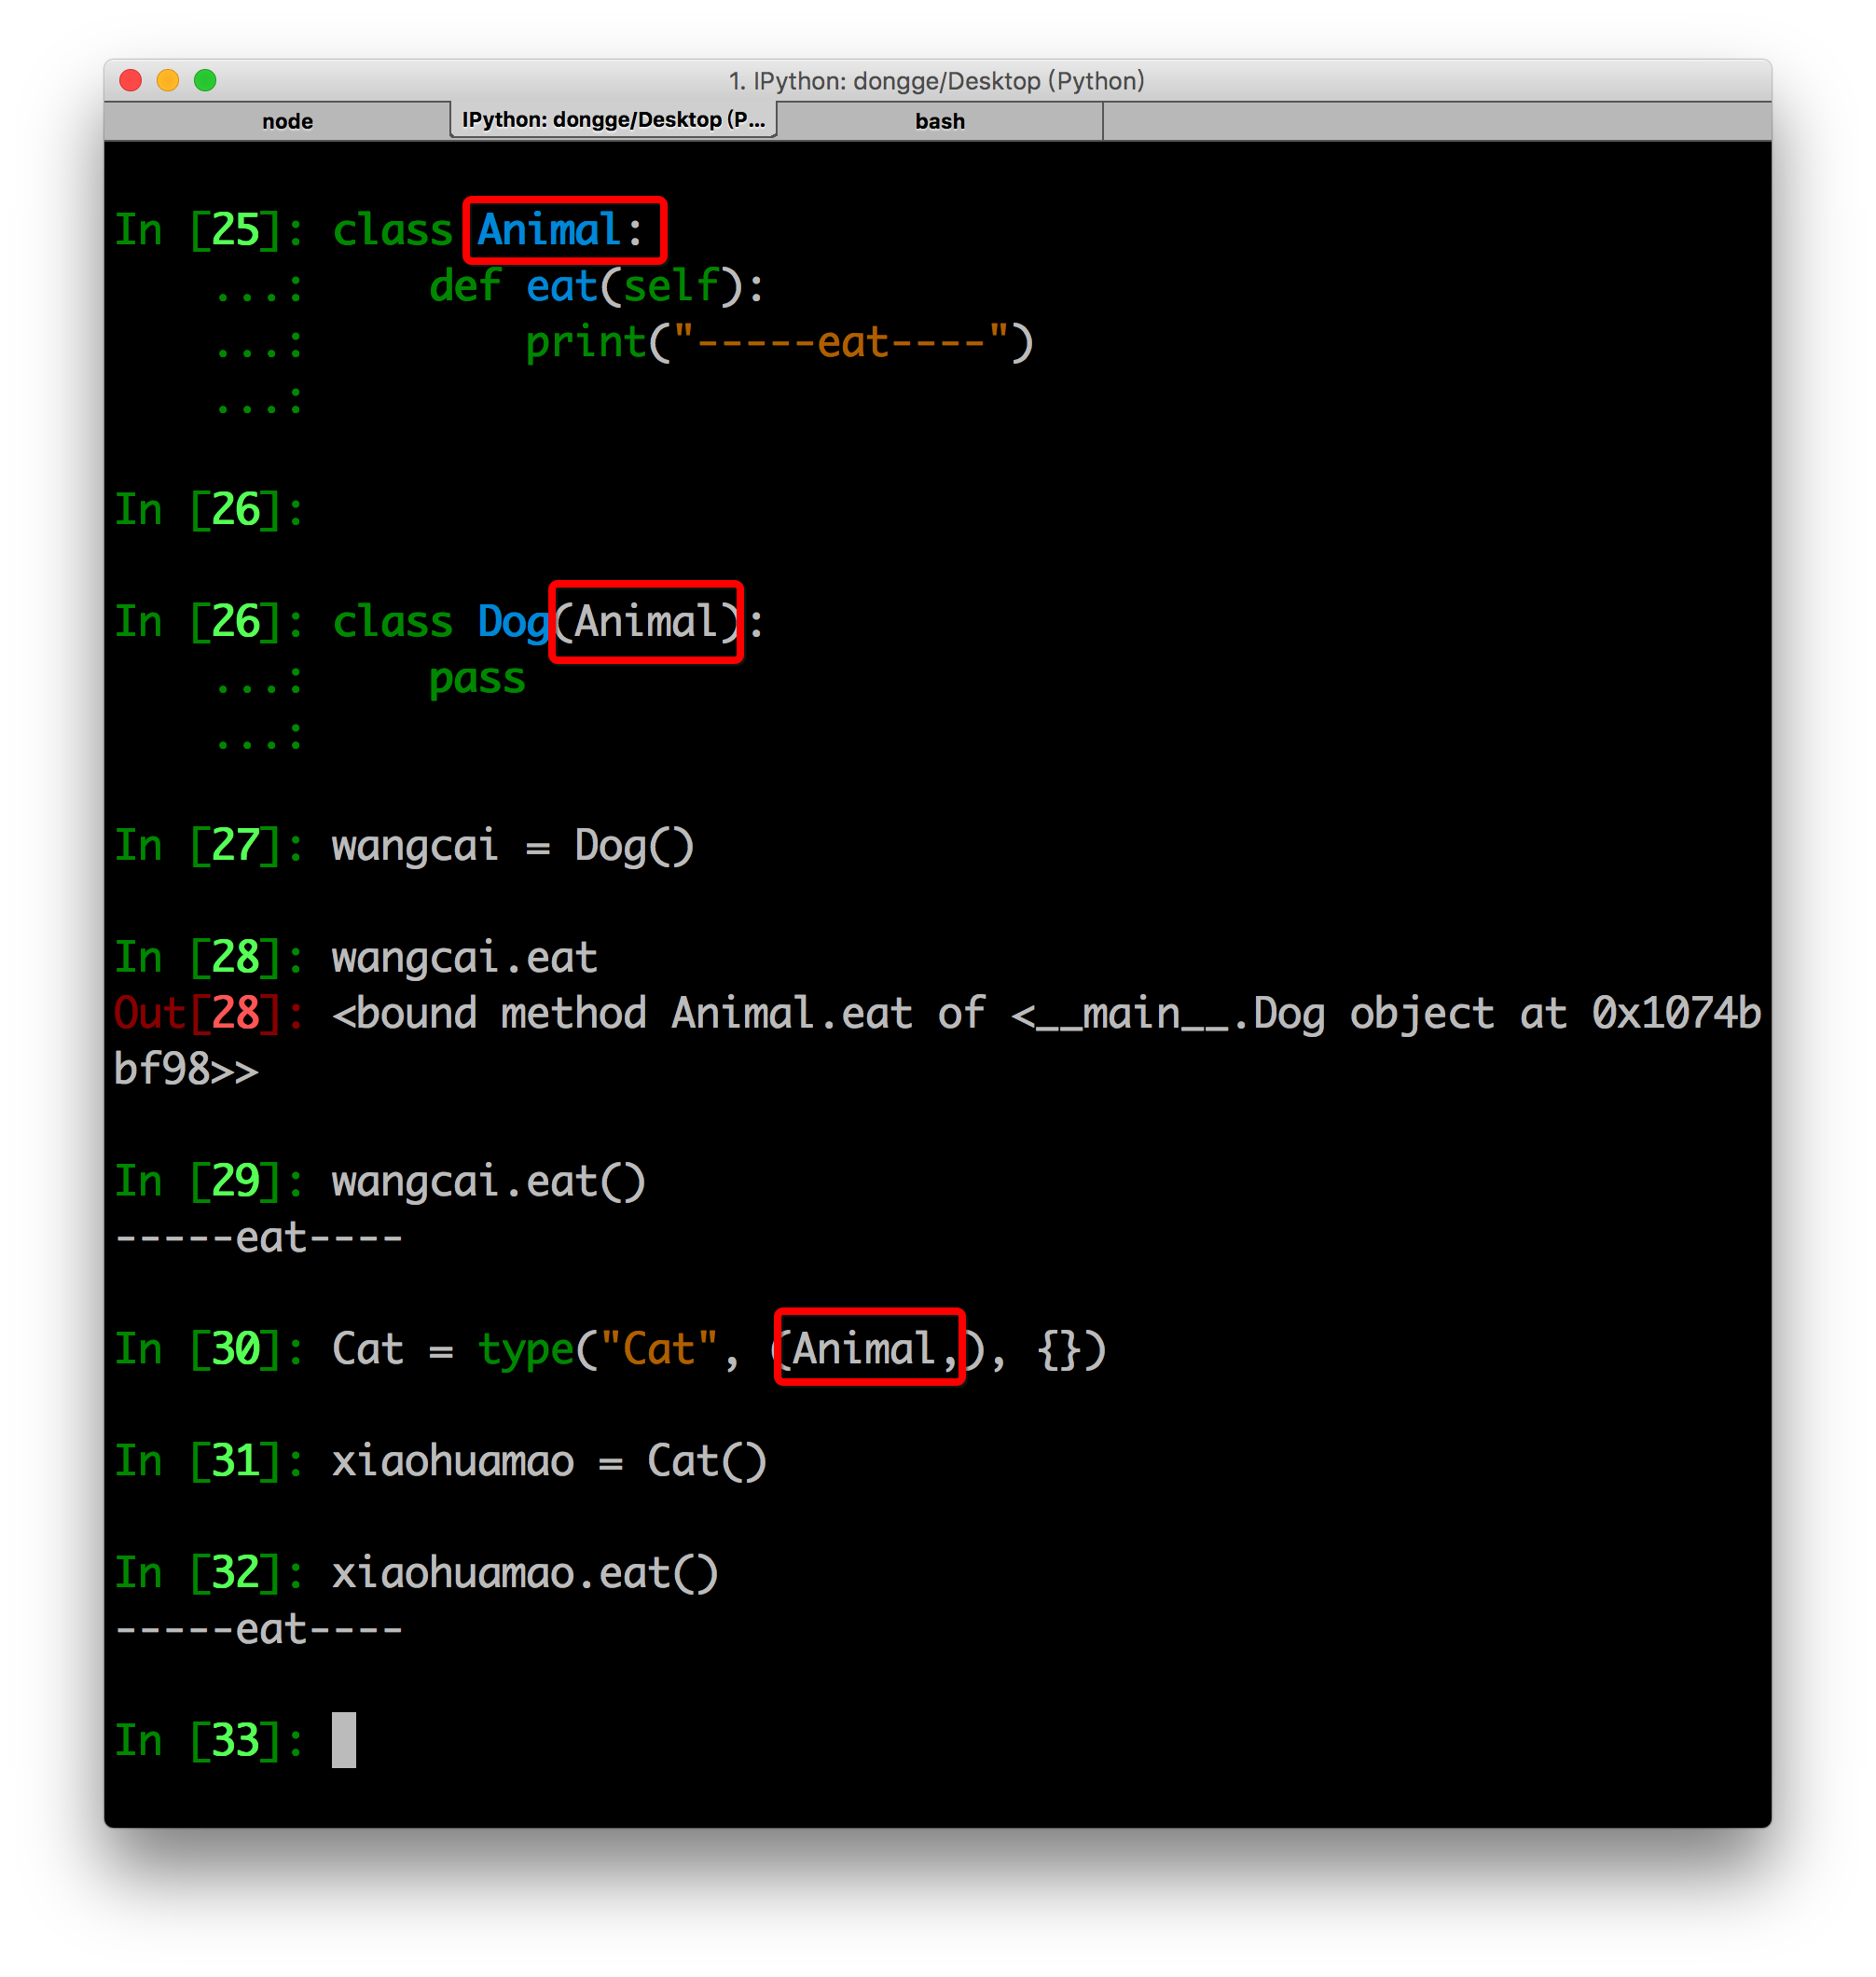 1. IPython: dongge/Desktop (Python)
node IPython: dongge/Desktop (P... bash
In [25]: class Animal:
...: def eat(self):
...: print("-----eat----")
...:
In [26]:
In [26]: class Dog(Animal):
...: pass
...:
In [27]: wangcai = Dog()
In [28]: wangcai.eat
Out[28]: <bound method Animal.eat of <__main__.Dog object at 0x1074b
bf98>>
In [29]: wangcai.eat()
-----eat----
In [30]: Cat = type("Cat", (Animal,), {})
In [31]: xiaohuamao = Cat()
In [32]: xiaohuamao.eat()
-----eat----
In [33]: